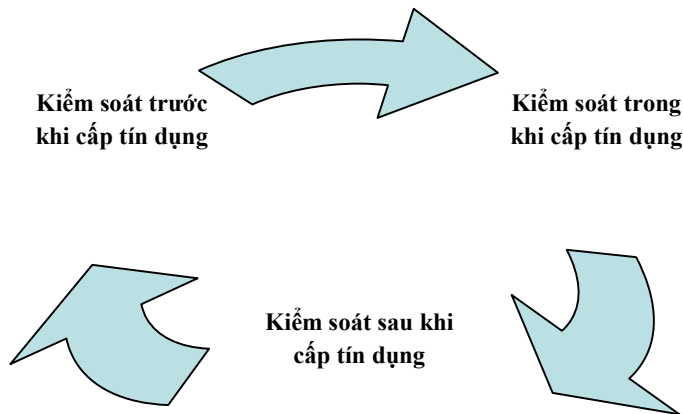 Kiểm soát trước
khi cấp tín dụng
Kiểm soát trong
khi cấp tín dụng
Kiểm soát sau khi
cấp tín dụng